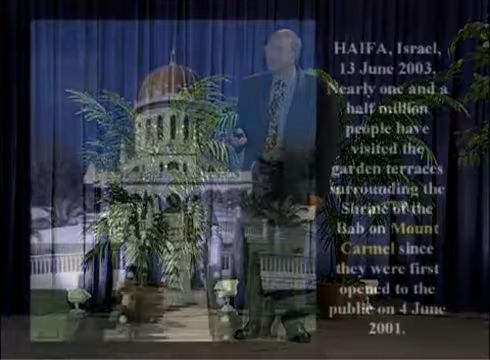 HAIFA, Israel,
13 June 2003.
Nearly one and a
half million
people have
visited the
garden terraces
surrounding the
Shrine of the
Bab on Mount
Carmel since
they were first
opened to the
public on 4 June
2001.